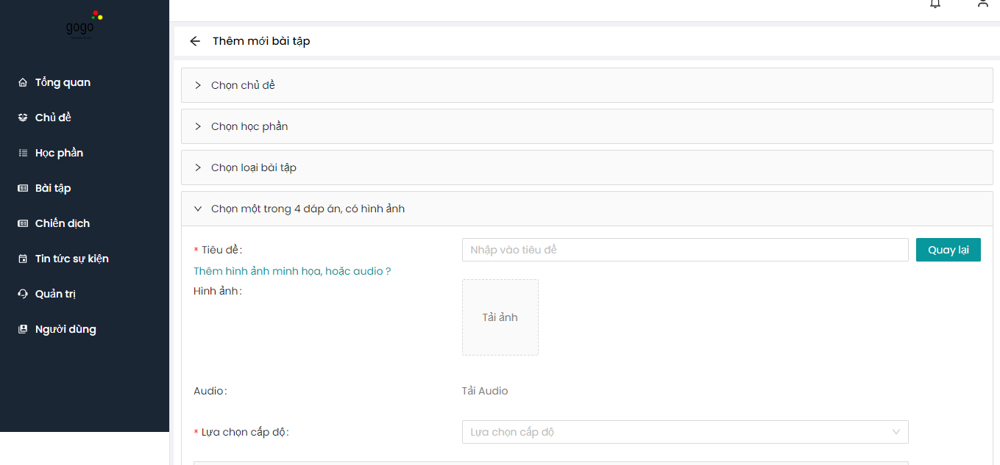 gogo
Thêm mới bài tập
Tổng quan
Chủ đề
Học phần
Bài tập
Chiến dịch
Tin tức sự kiện
Quản trị
Người dùng
Chọn chủ đề
Chọn học phần
Chọn loại bài tập
Chọn một trong 4 đáp án, có hình ảnh
* Tiêu đề:
Nhập vào tiêu đề
Quay lại
Thêm hình ảnh minh họa, hoặc audio ?
Hình ảnh:
Tải ảnh
Audio:
Tải Audio
* Lựa chọn cấp độ:
Lựa chọn cấp độ